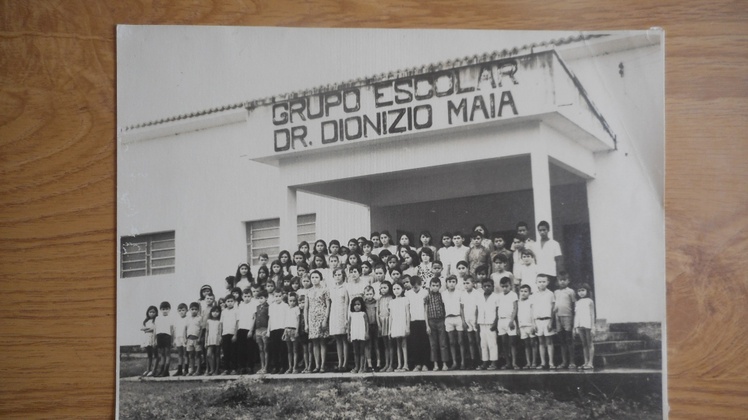 GRUPO ESCOLAR
DR. DIONIZIO MAIA